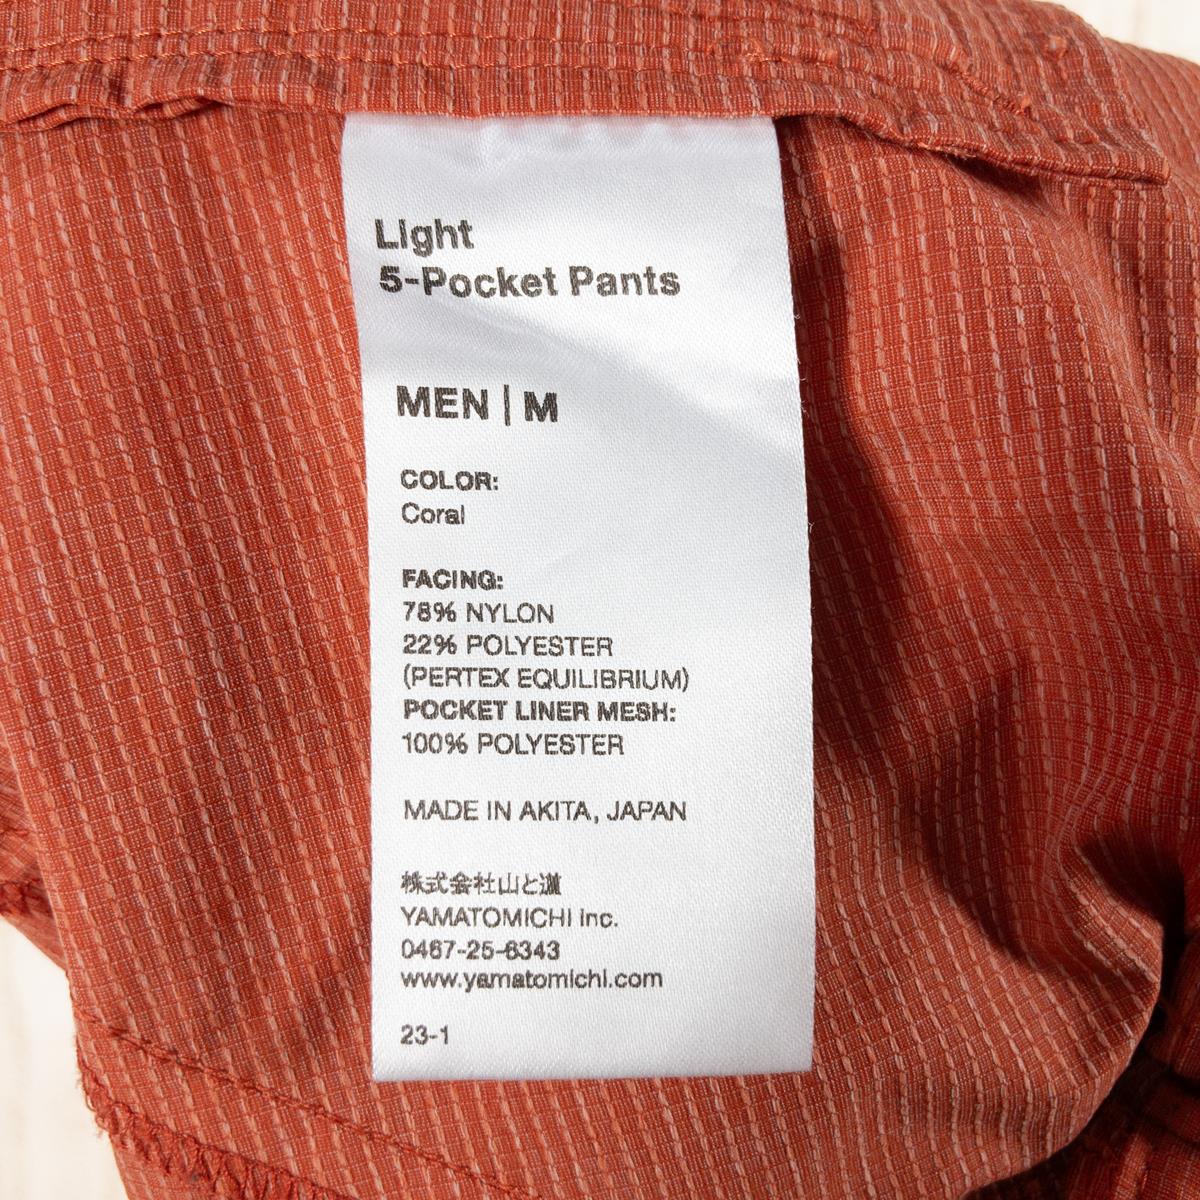 Light
5-Pocket Pants
MEN | M
COLOR:
Coral
FACING:
78% NYLON
22% POLYESTER
(PERTEX EQUILIBRIUM)
POCKET LINER MESH:
100% POLYESTER
MADE IN AKITA, JAPAN
株式会社山と道
YAMATOMICHI Inc.
0467-25-6343
www.yamatomichi.com
23-1